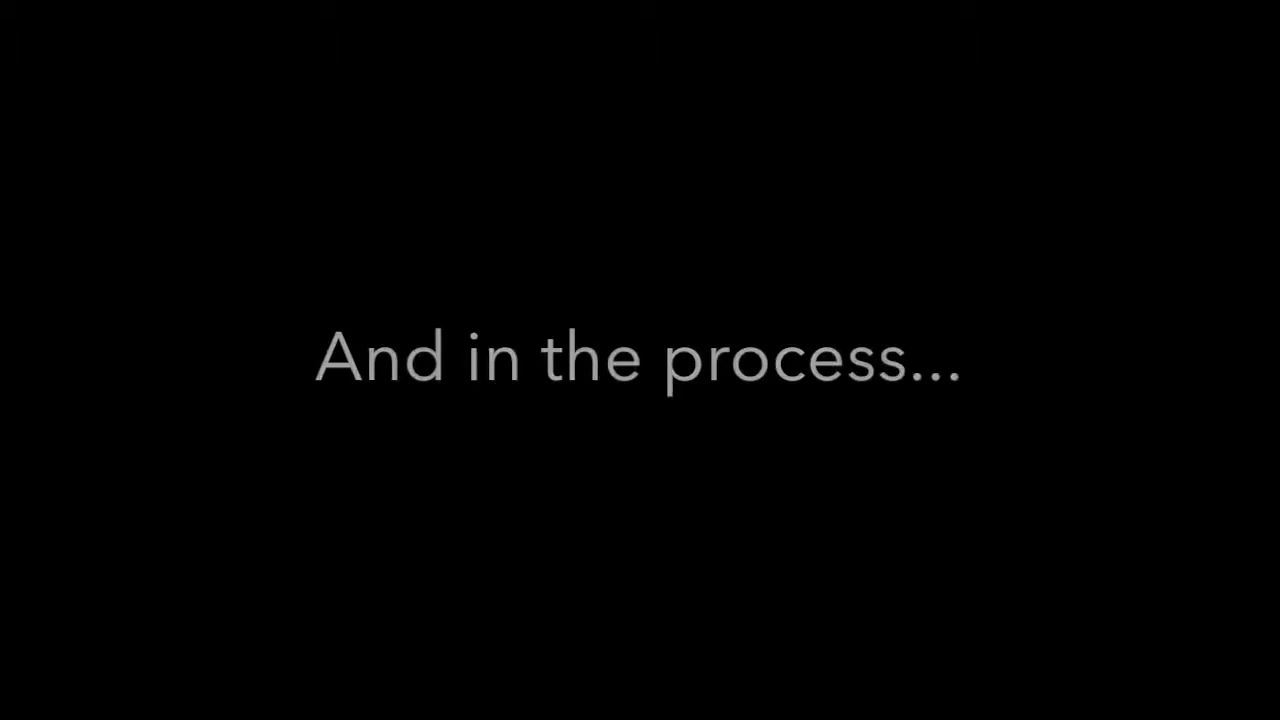 And in the process...